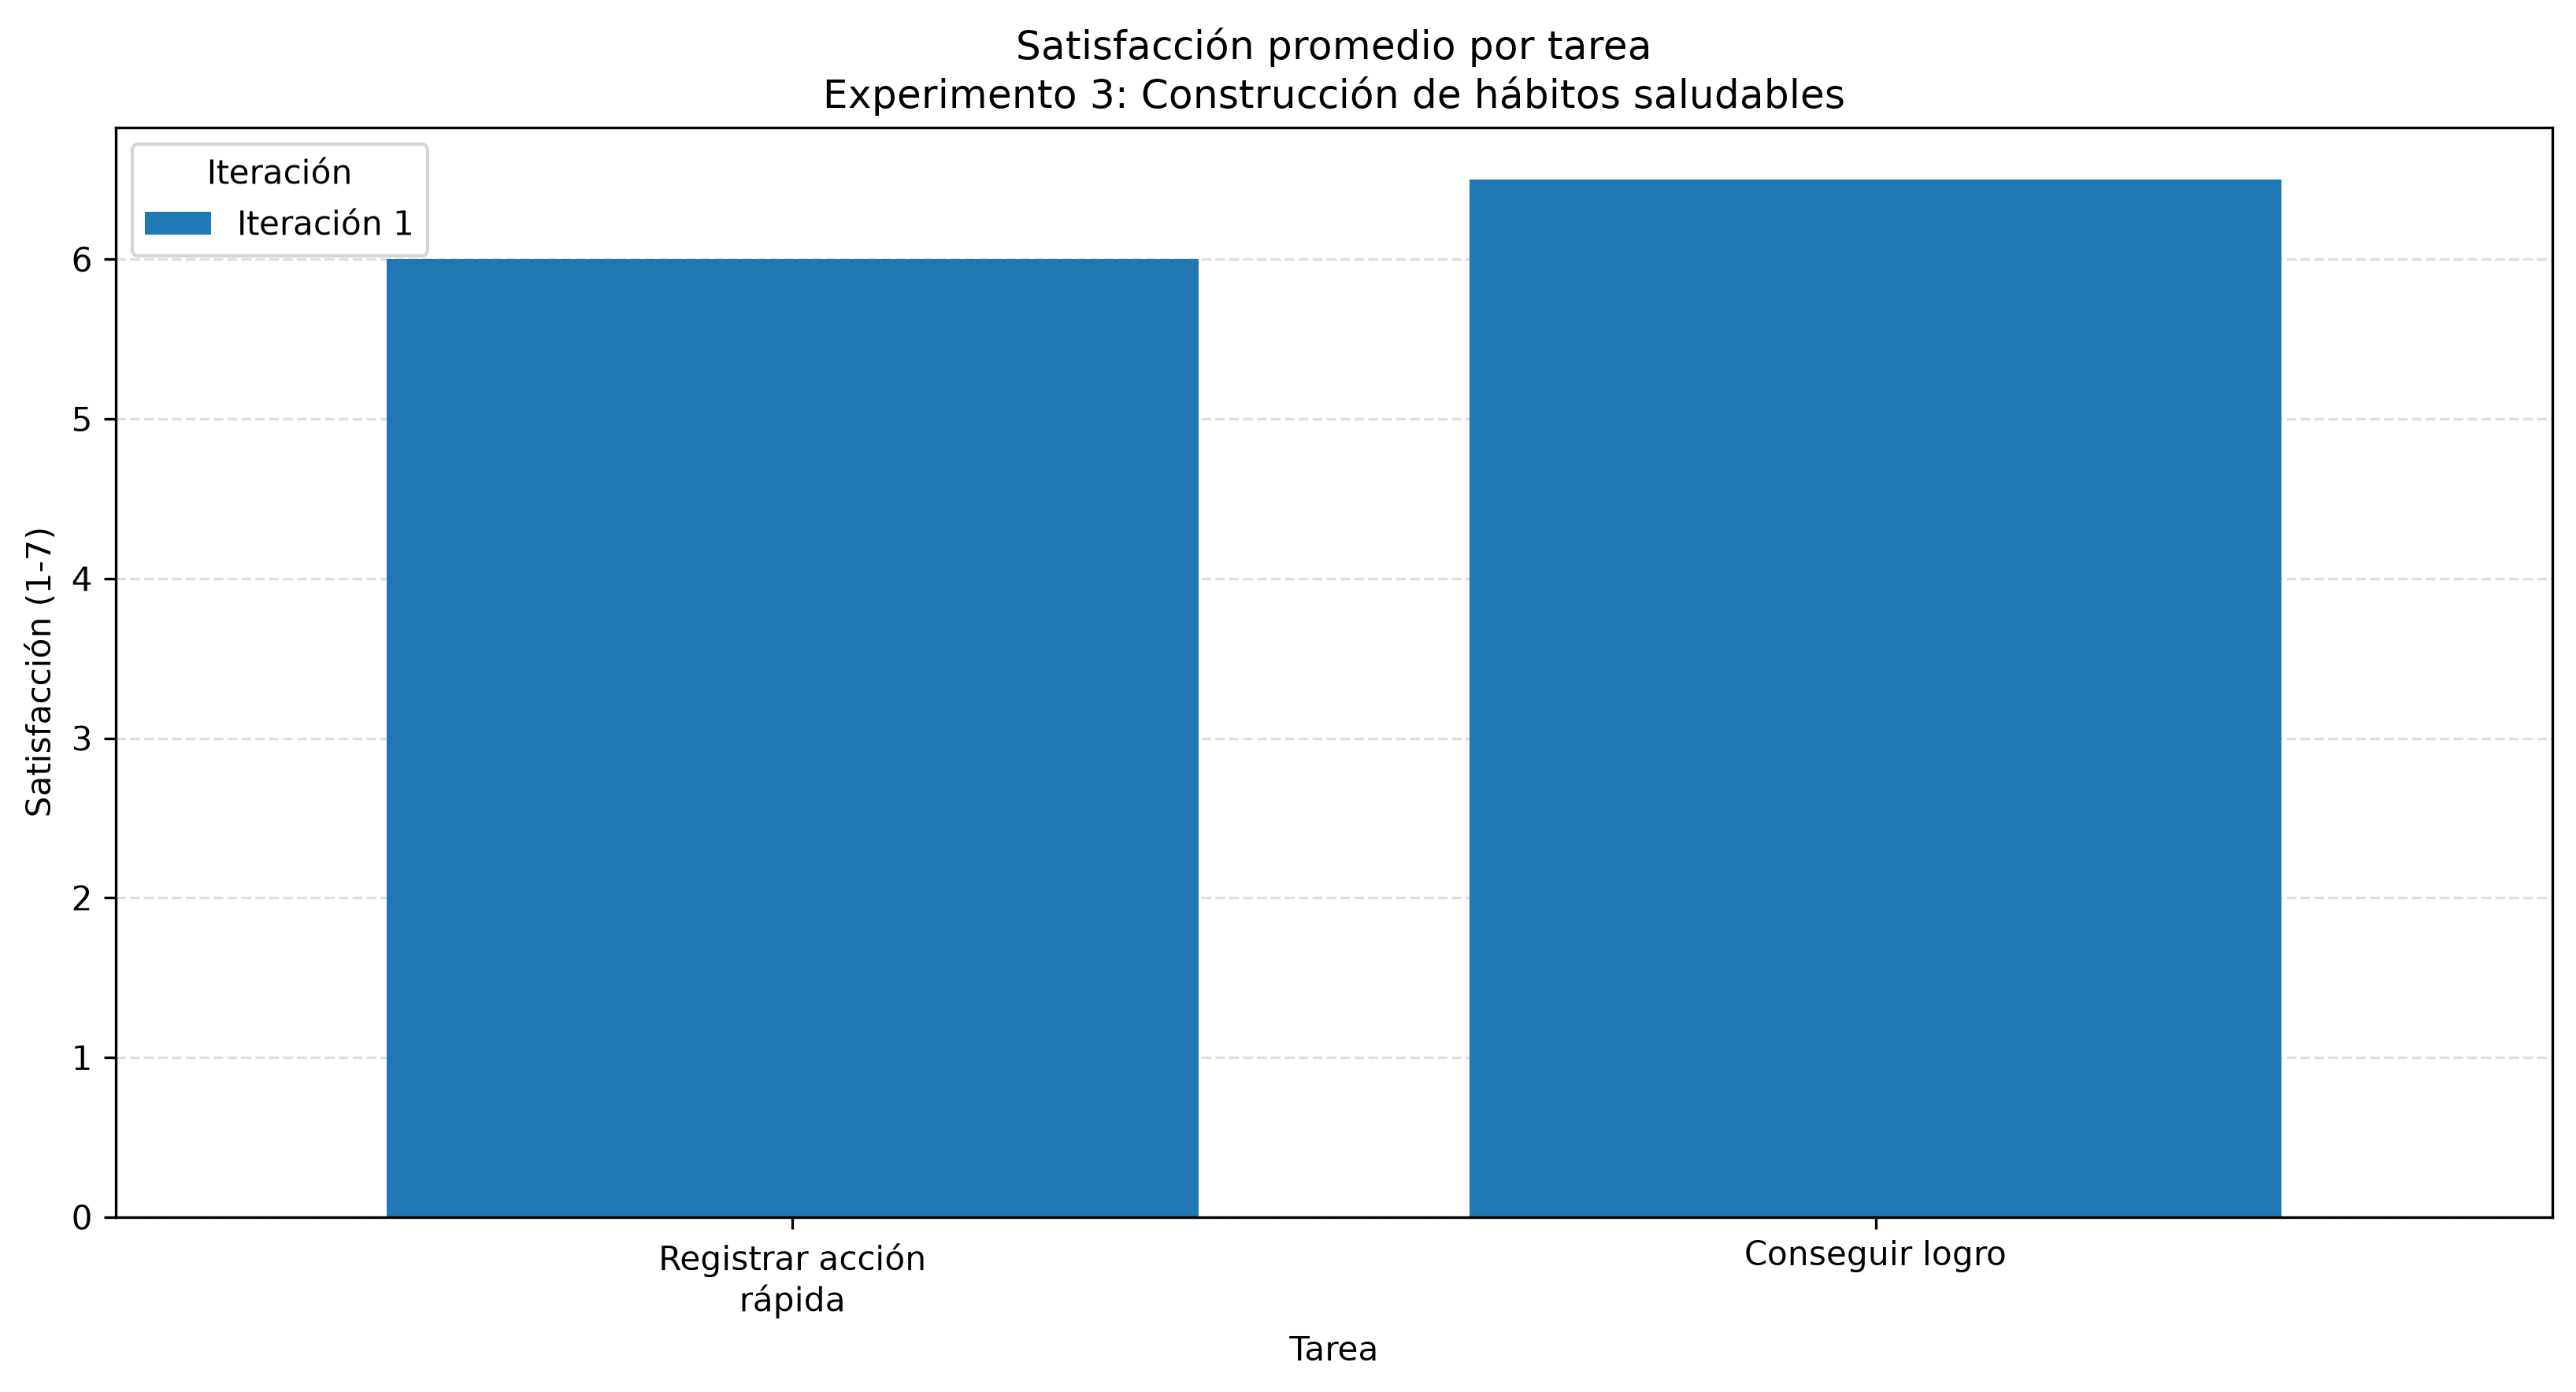 Satisfacción promedio por tarea
Experimento 3: Construcción de hábitos saludables
Iteración
Iteración 1
Satisfacción (1-7)
6
5
4
3
2
1
0
Registrar acción
rápida
Conseguir logro
Tarea